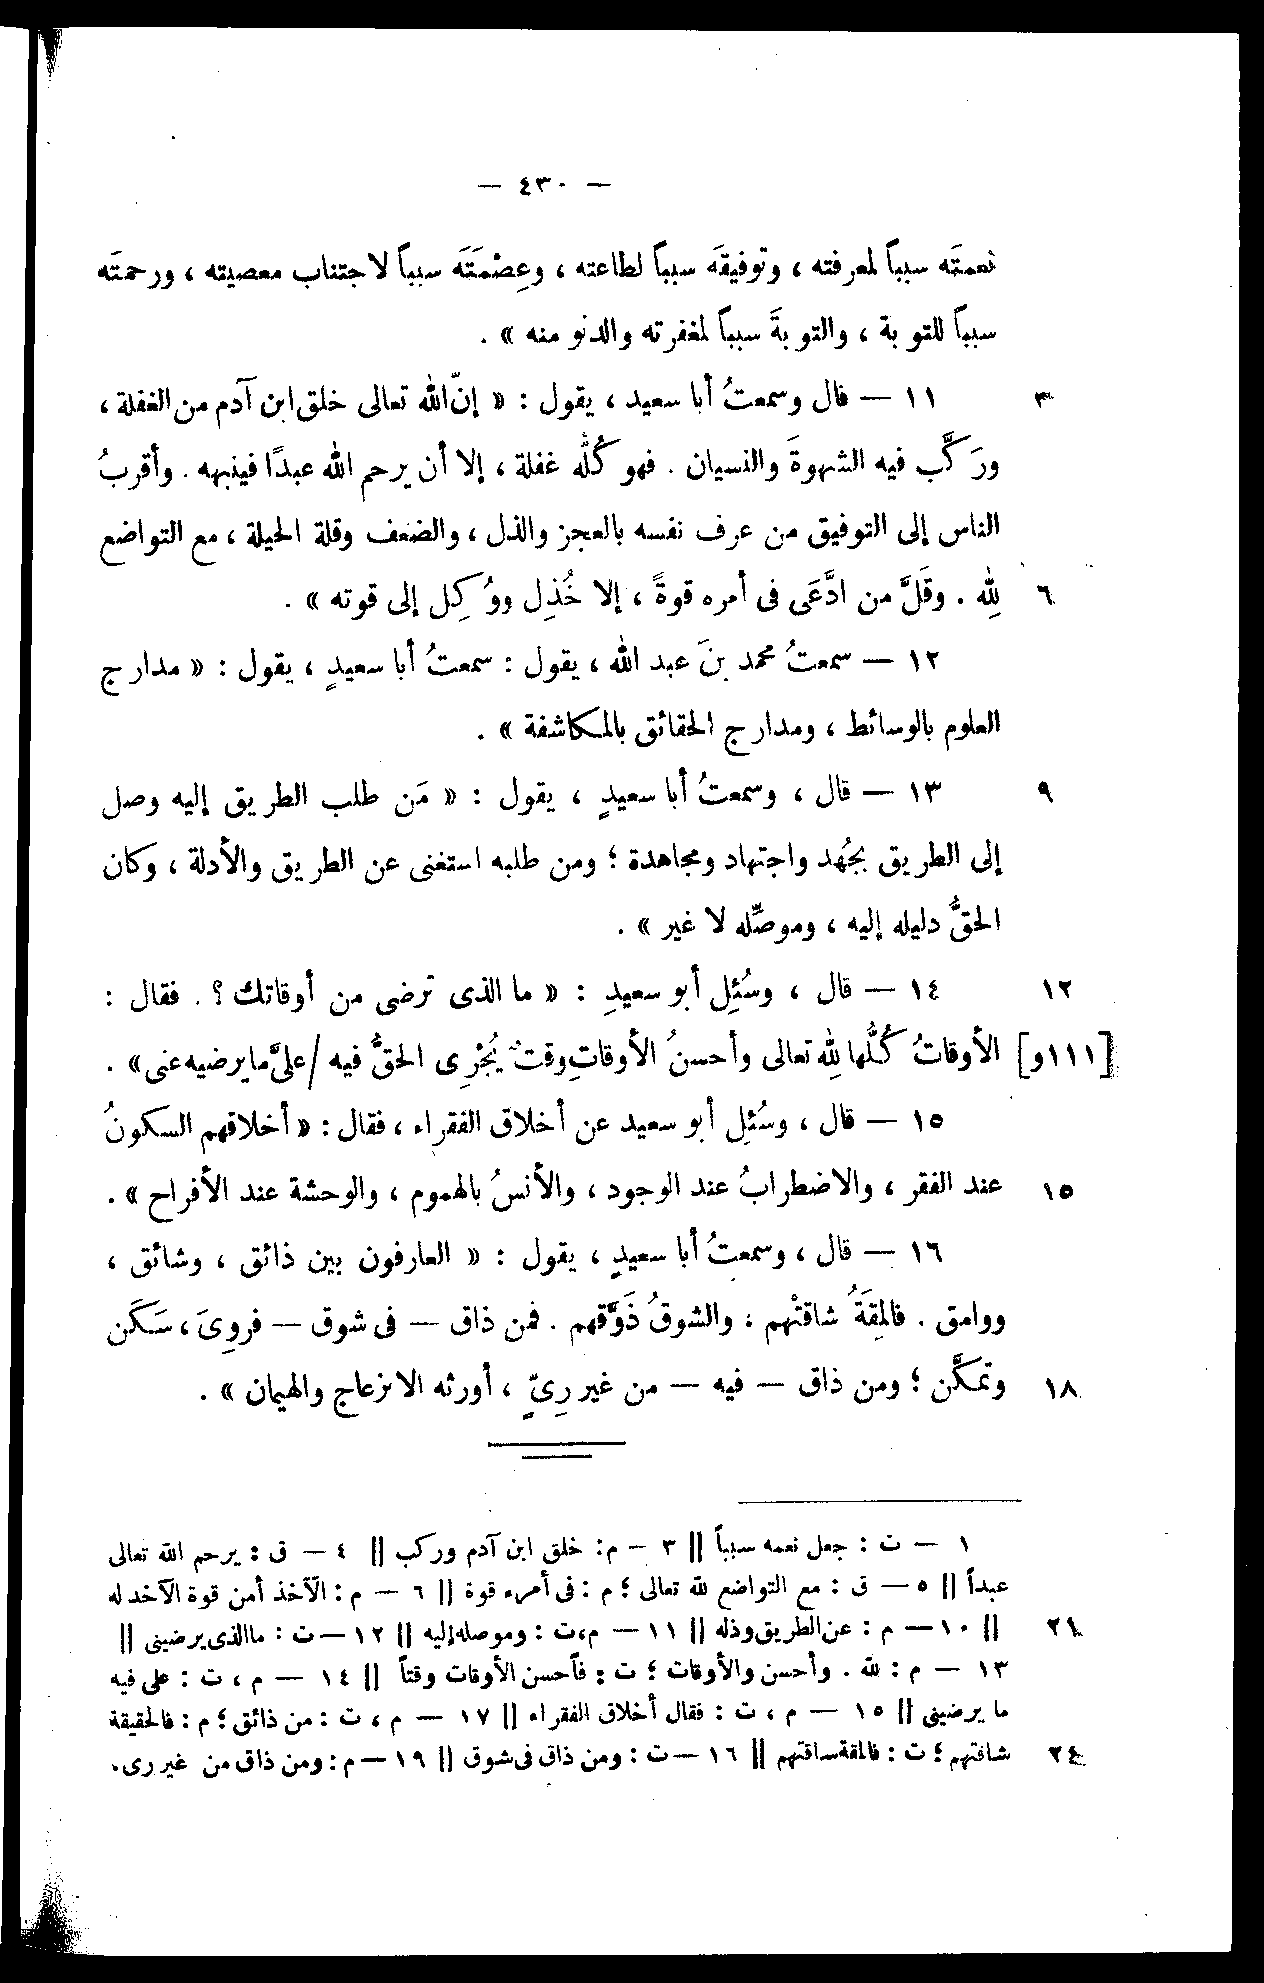 — ٤٣٠ —
نعمتَه سبباً لمعرفته ، وتوفيقَه سبباً لطاعته ، وعِصْمَتَه سبباً لاجتناب معصيته ، ورحمتَه
سبباً للتوبة ، والتوبةَ سبباً لمغفرته والدنو منه » .
٣ ١١ — قال وسمعتُ أبا سعيد ، يقول : « إنّ الله تعالى خلق ابن آدم من الغفلة ،
ورَكَّب فيه الشهوةَ والنسيان . فهو كُلُّه غفلة ، إلا أن يرحم الله عبدًا فينبهه . وأقربُ
الناس إلى التوفيق من عرف نفسه بالعجز والذل ، والضعف وقلة الحيلة ، مع التواضع
٦ لِله . وقَلَّ من ادَّعَى فى أمره قوةً ، إلا خُذِل ووُكِل إلى قوته » .
١٢ — سمعتُ محمد بنَ عبد الله ، يقول : سمعتُ أبا سعيدٍ ، يقول : « مدارج
العلوم بالوسائط ، ومدارج الحقائق بالمكاشفة » .
٩ ١٣ — قال ، وسمعتُ أبا سعيدٍ ، يقول : « مَن طلب الطريق إليه وصل
إلى الطريق بجُهد واجتهاد ومجاهدة ؛ ومن طلبه استغنى عن الطريق والأدلة ، وكان
الحقُّ دليله إليه ، وموصِّله لا غير » .
١٢ ١٤ — قال ، وسُئِل أبو سعيدِ : « ما الذى ترضى من أوقاتك ؟ . فقال :
[١١١و] الأوقاتُ كُلُّها لِله تعالى وأحسنُ الأوقاتِ وقتٌ يُجْرِى الحقُّ فيه / علىَّ ما يرضيه عنى » .
١٥ — قال ، وسُئِل أبو سعيد عن أخلاق الفقراء ، فقال : « أخلاقهم السكونُ
١٥ عند الفقر ، والاضطرابُ عند الوجود ، والأنسُ بالهموم ، والوحشة عند الأفراح » .
١٦ — قال ، وسمعتُ أبا سعيدٍ ، يقول : « العارفون بين ذائق ، وشائق ،
ووامق . فالمِقَةُ شاقتْهم ، والشوقُ ذَوَّقهم . فمن ذاق — فى شوق — فروِىَ ، سَكَن
١٨ وتمكَّن ؛ ومن ذاق — فيه — من غير رِىّ ٍ ، أورثه الانزعاج والهيمان » .
١ — ت : جعل نعمه سبباً || ٣ — م : خلق ابن آدم وركب || ٤ — ق : يرحم الله تعالى
عبداً || ٥ — ق : مع التواضع لله تعالى ؛ م : فى أمره قوة || ٦ — م : الآخذ أمن قوة الآخد له
٢١ || ١٠ — م : عن الطريق وذله || ١١ — م ، ت : وموصله إليه || ١٢ — ت : ما الذى يرضينى ||
١٣ — م : لله . وأحسن والأوقات ؛ ت : فأحسن الأوقات وقتاً || ١٤ — م ، ت : على فيه
ما يرضينى || ١٥ — م ، ت : فقال أخلاق الفقراء || ١٧ — م ، ت : من ذائق ؛ م : فالحقيقة
٢٤ شاقتهم ؛ ت : فالمقة ساقتهم || ١٦ — ت : ومن ذاق فى شوق || ١٩ — م : ومن ذاق من غير رى .